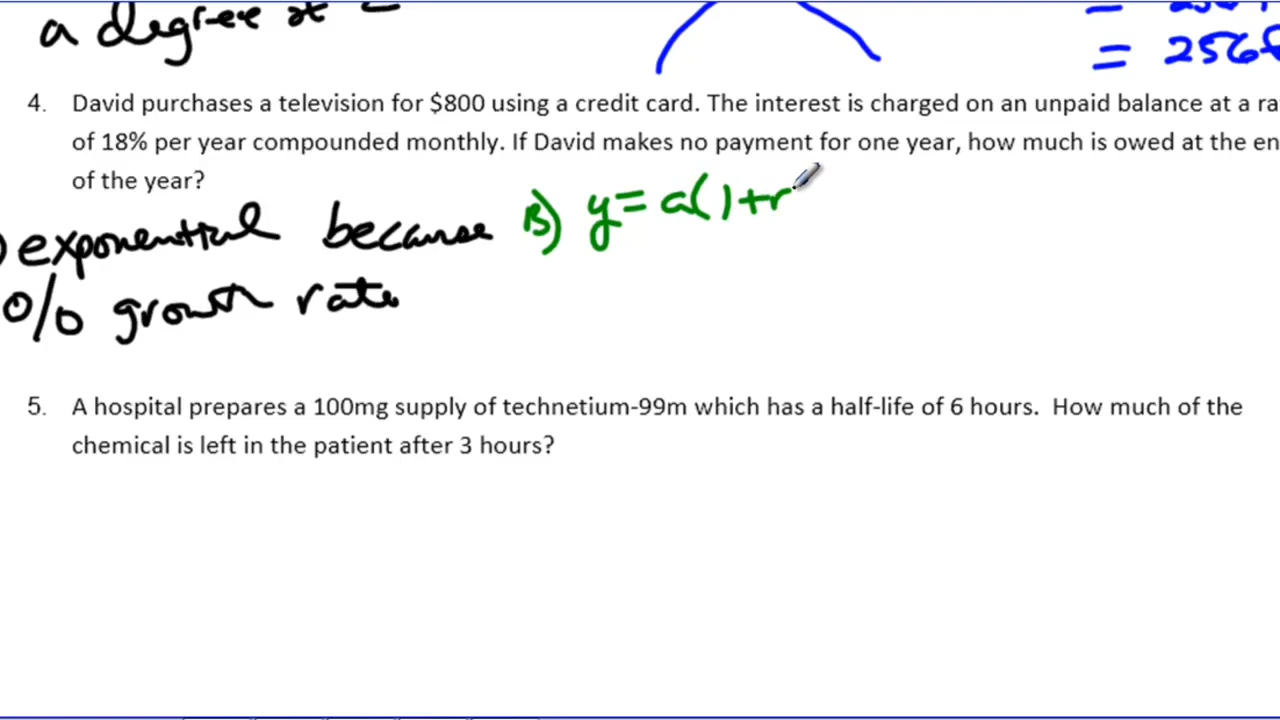 a degree of 2
= 256f
4. David purchases a television for $800 using a credit card. The interest is charged on an unpaid balance at a ra
of 18% per year compounded monthly. If David makes no payment for one year, how much is owed at the en
of the year?
) exponential because
% growth rate
B) y = a(1+r
5. A hospital prepares a 100mg supply of technetium-99m which has a half-life of 6 hours. How much of the
chemical is left in the patient after 3 hours?